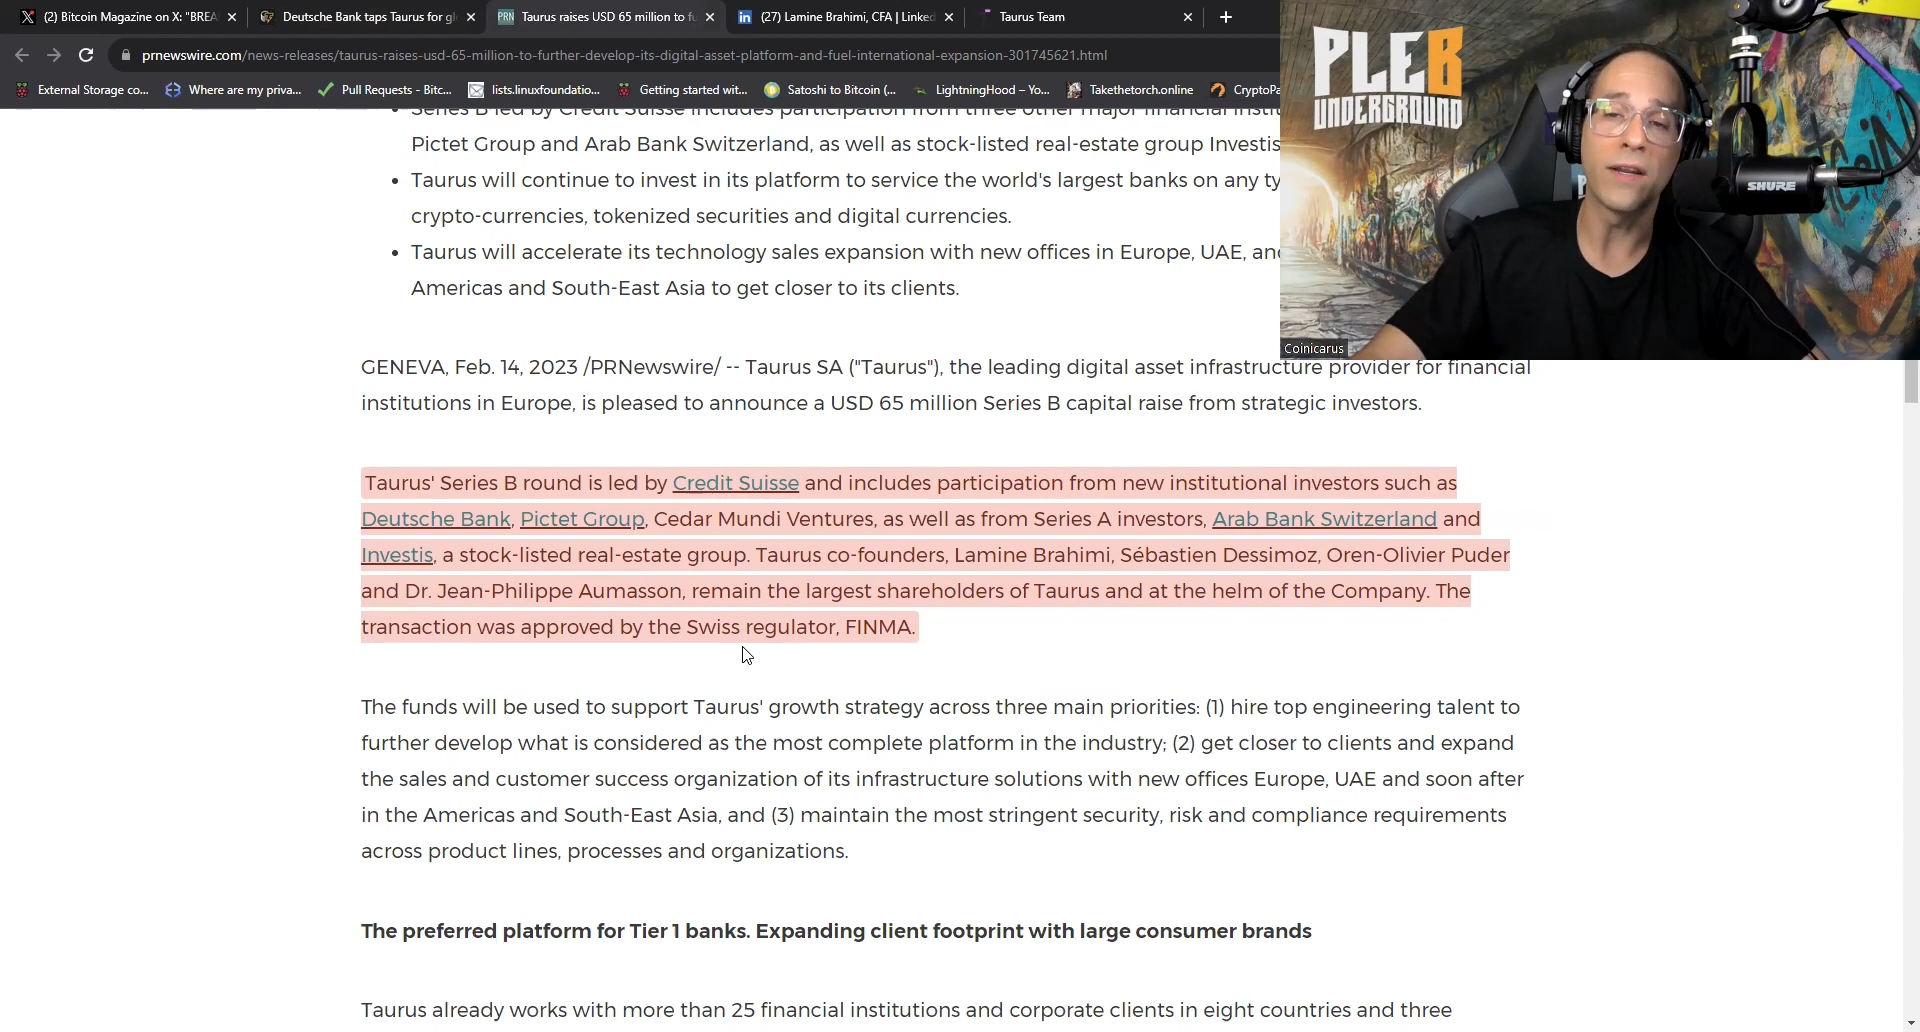 (2) Bitcoin Magazine on X: "BREA
Deutsche Bank taps Taurus for gl
PRN Taurus raises USD 65 million to fu
in (27) Lamine Brahimi, CFA | Linked
Taurus Team
prnewswire.com/news-releases/taurus-raises-usd-65-million-to-further-develop-its-digital-asset-platform-and-fuel-international-expansion-301745621.html
External Storage co...
Where are my priva...
Pull Requests - Bitc...
lists.linuxfoundatio...
Getting started wit...
Satoshi to Bitcoin (...
LightningHood – Yo...
Takethetorch.online
CryptoPa
PLEB
UNDERGROUND
SHURE
Coinicarus
Series B led by Credit Suisse includes participation from three other major financial instit
Pictet Group and Arab Bank Switzerland, as well as stock-listed real-estate group Investis
• Taurus will continue to invest in its platform to service the world's largest banks on any ty
crypto-currencies, tokenized securities and digital currencies.
• Taurus will accelerate its technology sales expansion with new offices in Europe, UAE, and
Americas and South-East Asia to get closer to its clients.
GENEVA, Feb. 14, 2023 /PRNewswire/ -- Taurus SA ("Taurus"), the leading digital asset infrastructure provider for financial
institutions in Europe, is pleased to announce a USD 65 million Series B capital raise from strategic investors.
Taurus' Series B round is led by Credit Suisse and includes participation from new institutional investors such as
Deutsche Bank, Pictet Group, Cedar Mundi Ventures, as well as from Series A investors, Arab Bank Switzerland and
Investis, a stock-listed real-estate group. Taurus co-founders, Lamine Brahimi, Sébastien Dessimoz, Oren-Olivier Puder
and Dr. Jean-Philippe Aumasson, remain the largest shareholders of Taurus and at the helm of the Company. The
transaction was approved by the Swiss regulator, FINMA.
The funds will be used to support Taurus' growth strategy across three main priorities: (1) hire top engineering talent to
further develop what is considered as the most complete platform in the industry; (2) get closer to clients and expand
the sales and customer success organization of its infrastructure solutions with new offices Europe, UAE and soon after
in the Americas and South-East Asia, and (3) maintain the most stringent security, risk and compliance requirements
across product lines, processes and organizations.
The preferred platform for Tier 1 banks. Expanding client footprint with large consumer brands
Taurus already works with more than 25 financial institutions and corporate clients in eight countries and three